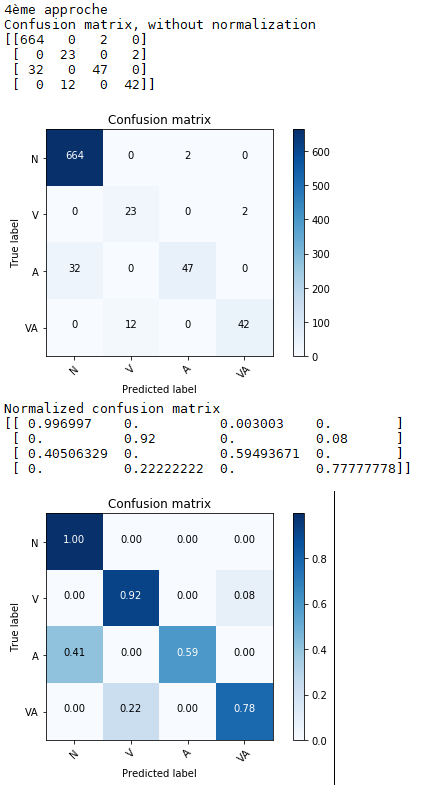 4ème approche
Confusion matrix, without normalization
[[664   0   2   0]
 [  0  23   0   2]
 [ 32   0  47   0]
 [  0  12   0  42]]
Confusion matrix
N 664 0 2 0 600
500
V 0 23 0 2
400
True label
300
A 32 0 47 0
200
100
VA 0 12 0 42
0
N V A VA
Predicted label
Normalized confusion matrix
[[ 0.996997    0.          0.003003    0.        ]
 [ 0.          0.92        0.          0.08      ]
 [ 0.40506329  0.          0.59493671  0.        ]
 [ 0.          0.22222222  0.          0.77777778]]
Confusion matrix
N 1.00 0.00 0.00 0.00
0.8
V 0.00 0.92 0.00 0.08
0.6
True label
A 0.41 0.00 0.59 0.00
0.4
0.2
VA 0.00 0.22 0.00 0.78
0.0
N V A VA
Predicted label